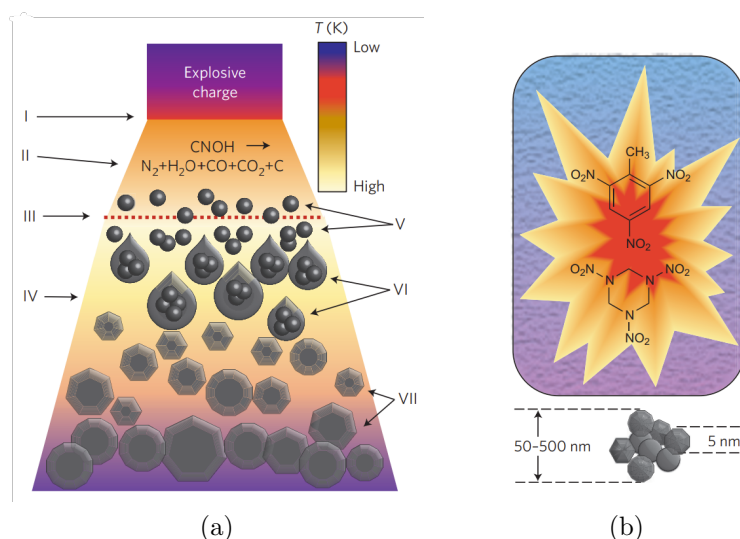 T (K)
Low
High
Explosive
charge
CNOH →
N₂+H₂O+CO+CO₂+C
I
II
III
IV
V
VI
VII
(a)
CH₃
O₂N
NO₂
NO₂
O₂N
NO₂
N
N
N
NO₂
50–500 nm
5 nm
(b)